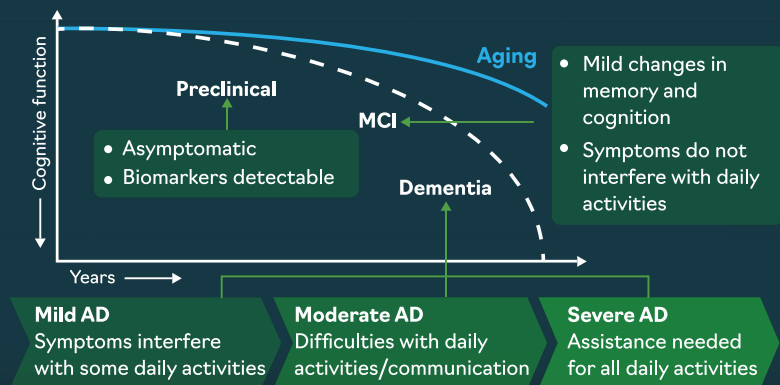 Cognitive function
Aging
Preclinical
• Asymptomatic
• Biomarkers detectable
MCI
• Mild changes in
memory and
cognition
• Symptoms do not
interfere with daily
activities
Dementia
Years
Mild AD
Symptoms interfere
with some daily activities
Moderate AD
Difficulties with daily
activities/communication
Severe AD
Assistance needed
for all daily activities